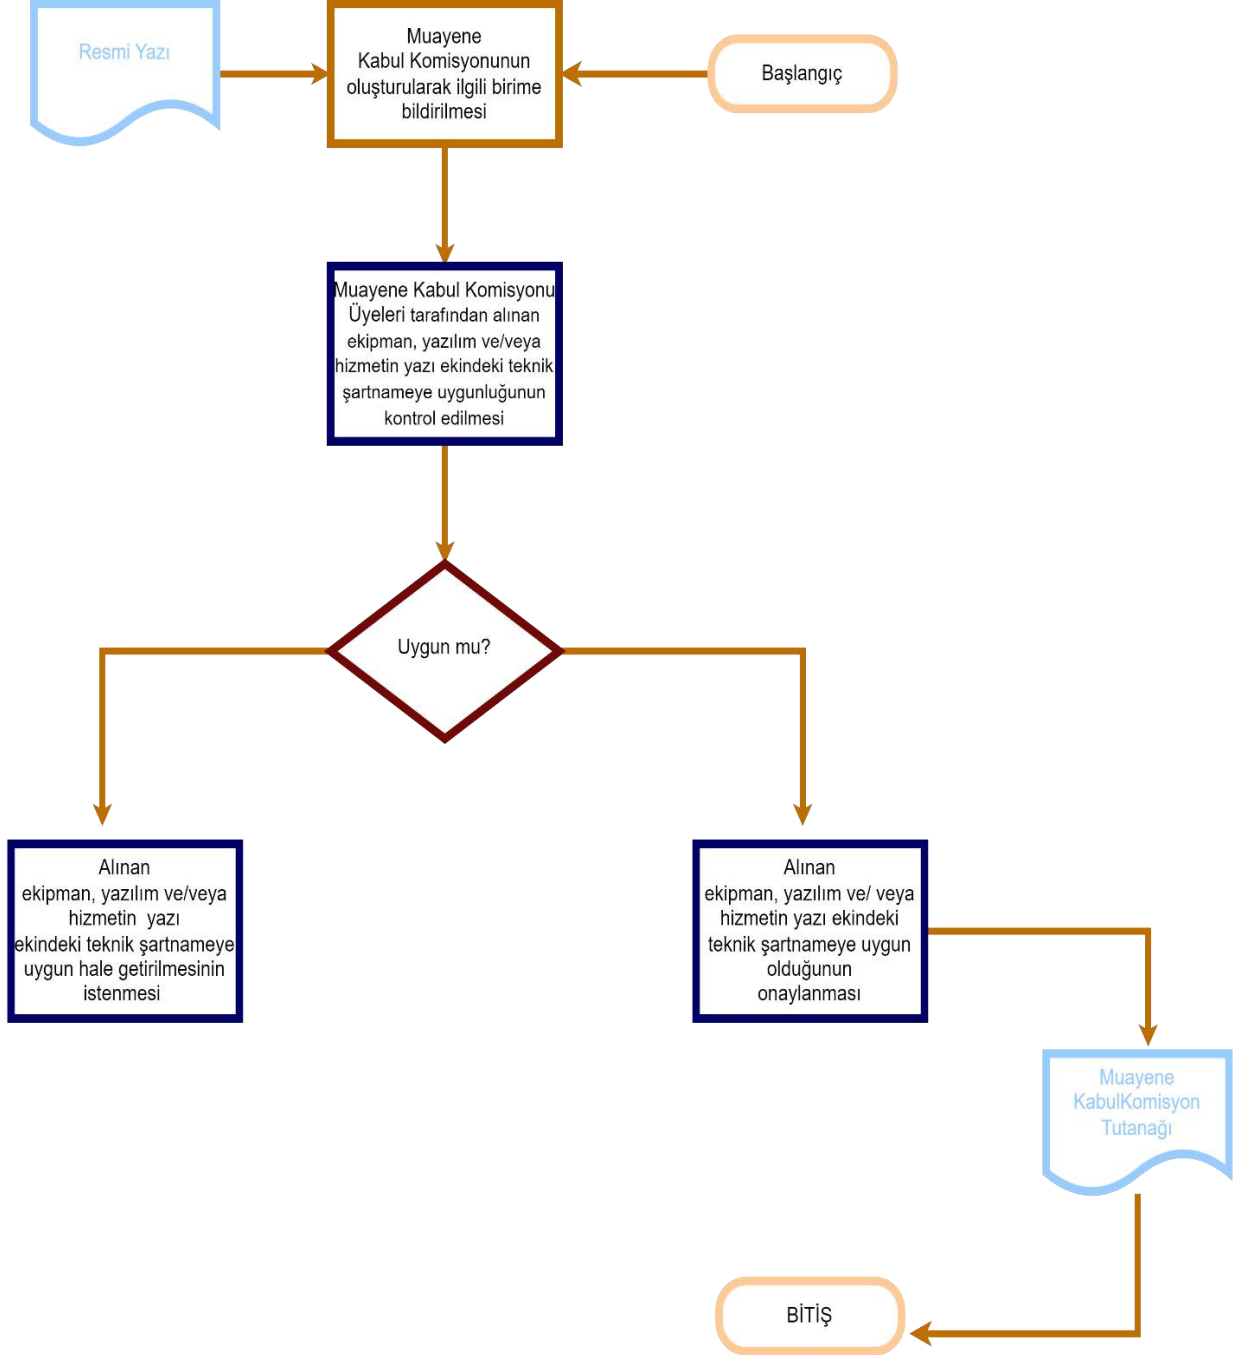 Resmi Yazı
Muayene
Kabul Komisyonunun
oluşturularak ilgili birime
bildirilmesi
Başlangıç
Muayene Kabul Komisyonu
Üyeleri tarafından alınan
ekipman, yazılım ve/veya
hizmetin yazı ekindeki teknik
şartnameye uygunluğunun
kontrol edilmesi
Uygun mu?
Alınan
ekipman, yazılım ve/veya
hizmetin yazı
ekindeki teknik şartnameye
uygun hale getirilmesinin
istenmesi
Alınan
ekipman, yazılım ve/ veya
hizmetin yazı ekindeki
teknik şartnameye uygun
olduğunun
onaylanması
Muayene
KabulKomisyon
Tutanağı
BİTİŞ